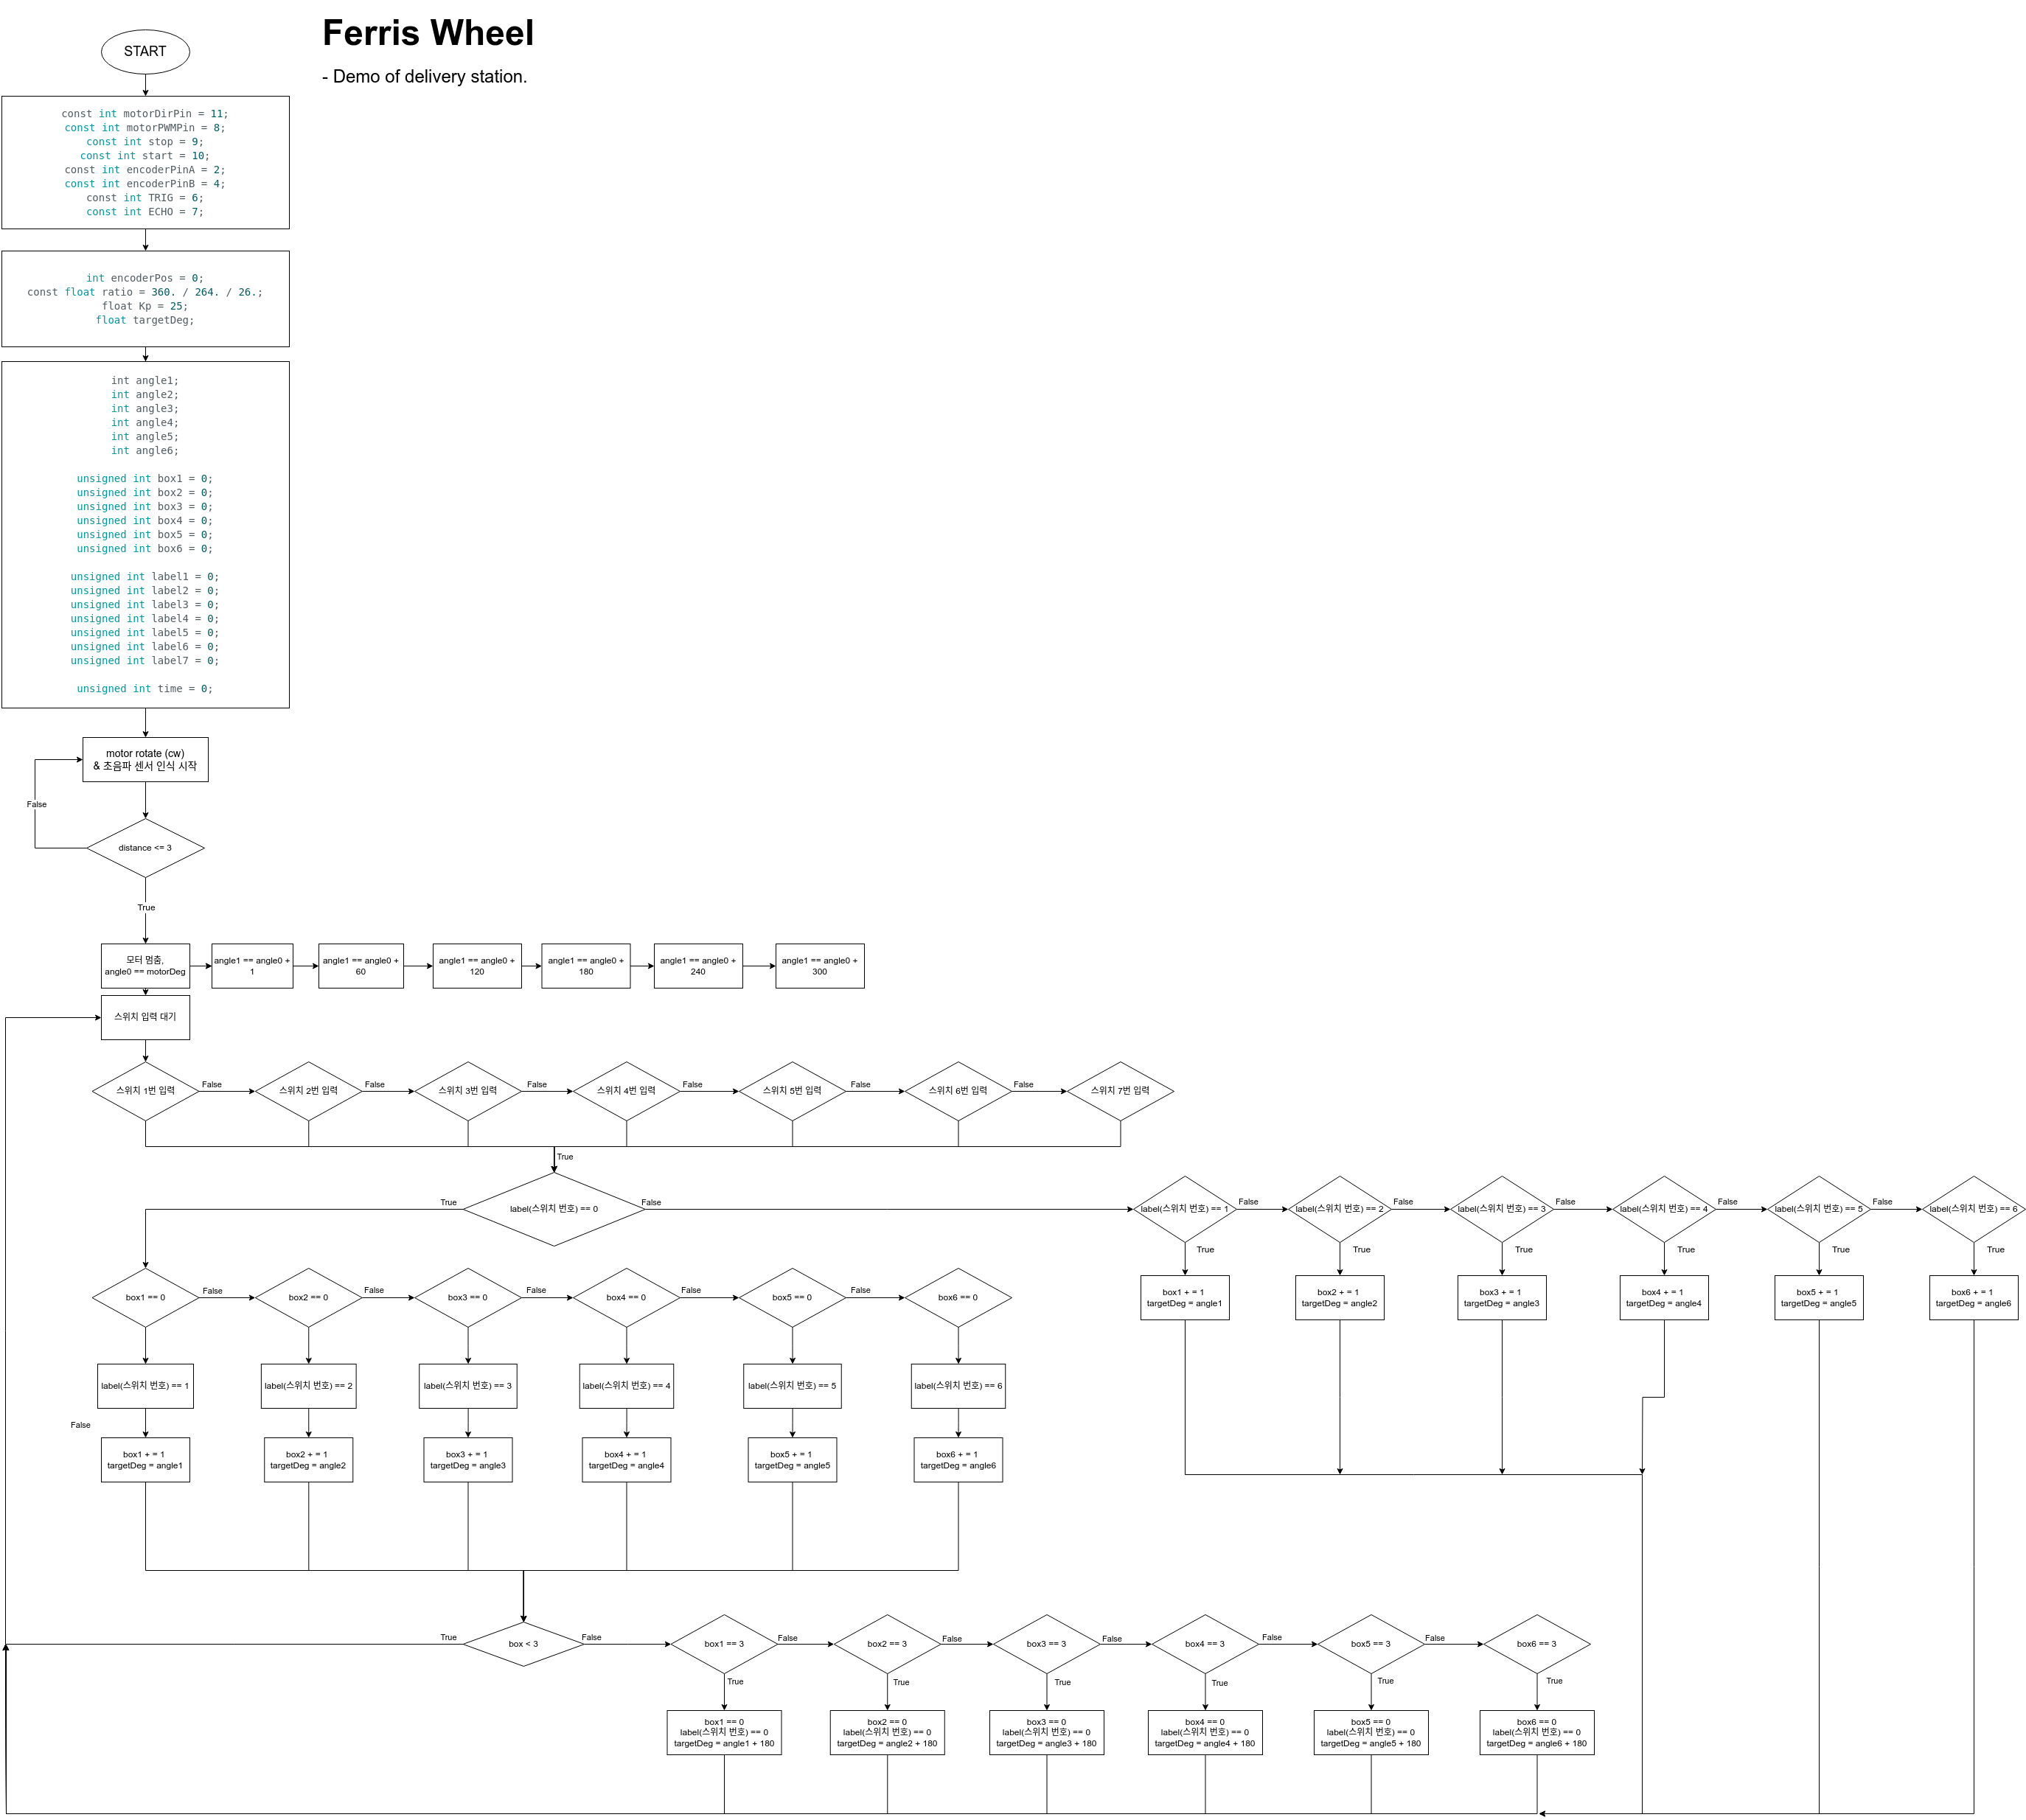 Ferris Wheel
- Demo of delivery station.
START
const int motorDirPin = 11;
const int motorPWMPin = 8;
const int stop = 9;
const int start = 10;
const int encoderPinA = 2;
const int encoderPinB = 4;
const int TRIG = 6;
const int ECHO = 7;
int encoderPos = 0;
const float ratio = 360. / 264. / 26.;
float Kp = 25;
float targetDeg;
int angle1;
int angle2;
int angle3;
int angle4;
int angle5;
int angle6;
unsigned int box1 = 0;
unsigned int box2 = 0;
unsigned int box3 = 0;
unsigned int box4 = 0;
unsigned int box5 = 0;
unsigned int box6 = 0;
unsigned int label1 = 0;
unsigned int label2 = 0;
unsigned int label3 = 0;
unsigned int label4 = 0;
unsigned int label5 = 0;
unsigned int label6 = 0;
unsigned int label7 = 0;
unsigned int time = 0;
motor rotate (cw)
& 초음파 센서 인식 시작
False
distance <= 3
True
모터 멈춤,
angle0 == motorDeg
angle1 == angle0 +
1
angle1 == angle0 +
60
angle1 == angle0 +
120
angle1 == angle0 +
180
angle1 == angle0 +
240
angle1 == angle0 +
300
스위치 입력 대기
스위치 1번 입력
False
스위치 2번 입력
False
스위치 3번 입력
False
스위치 4번 입력
False
스위치 5번 입력
False
스위치 6번 입력
False
스위치 7번 입력
True
True
label(스위치 번호) == 0
False
label(스위치 번호) == 1
False
label(스위치 번호) == 2
False
label(스위치 번호) == 3
False
label(스위치 번호) == 4
False
label(스위치 번호) == 5
False
label(스위치 번호) == 6
True
True
True
True
True
True
box1 + = 1
targetDeg = angle1
box2 + = 1
targetDeg = angle2
box3 + = 1
targetDeg = angle3
box4 + = 1
targetDeg = angle4
box5 + = 1
targetDeg = angle5
box6 + = 1
targetDeg = angle6
box1 == 0
False
box2 == 0
False
box3 == 0
False
box4 == 0
False
box5 == 0
False
box6 == 0
label(스위치 번호) == 1
label(스위치 번호) == 2
label(스위치 번호) == 3
label(스위치 번호) == 4
label(스위치 번호) == 5
label(스위치 번호) == 6
False
box1 + = 1
targetDeg = angle1
box2 + = 1
targetDeg = angle2
box3 + = 1
targetDeg = angle3
box4 + = 1
targetDeg = angle4
box5 + = 1
targetDeg = angle5
box6 + = 1
targetDeg = angle6
True
box < 3
False
box1 == 3
False
box2 == 3
False
box3 == 3
False
box4 == 3
False
box5 == 3
False
box6 == 3
True
True
True
True
True
True
box1 == 0
label(스위치 번호) == 0
targetDeg = angle1 + 180
box2 == 0
label(스위치 번호) == 0
targetDeg = angle2 + 180
box3 == 0
label(스위치 번호) == 0
targetDeg = angle3 + 180
box4 == 0
label(스위치 번호) == 0
targetDeg = angle4 + 180
box5 == 0
label(스위치 번호) == 0
targetDeg = angle5 + 180
box6 == 0
label(스위치 번호) == 0
targetDeg = angle6 + 180